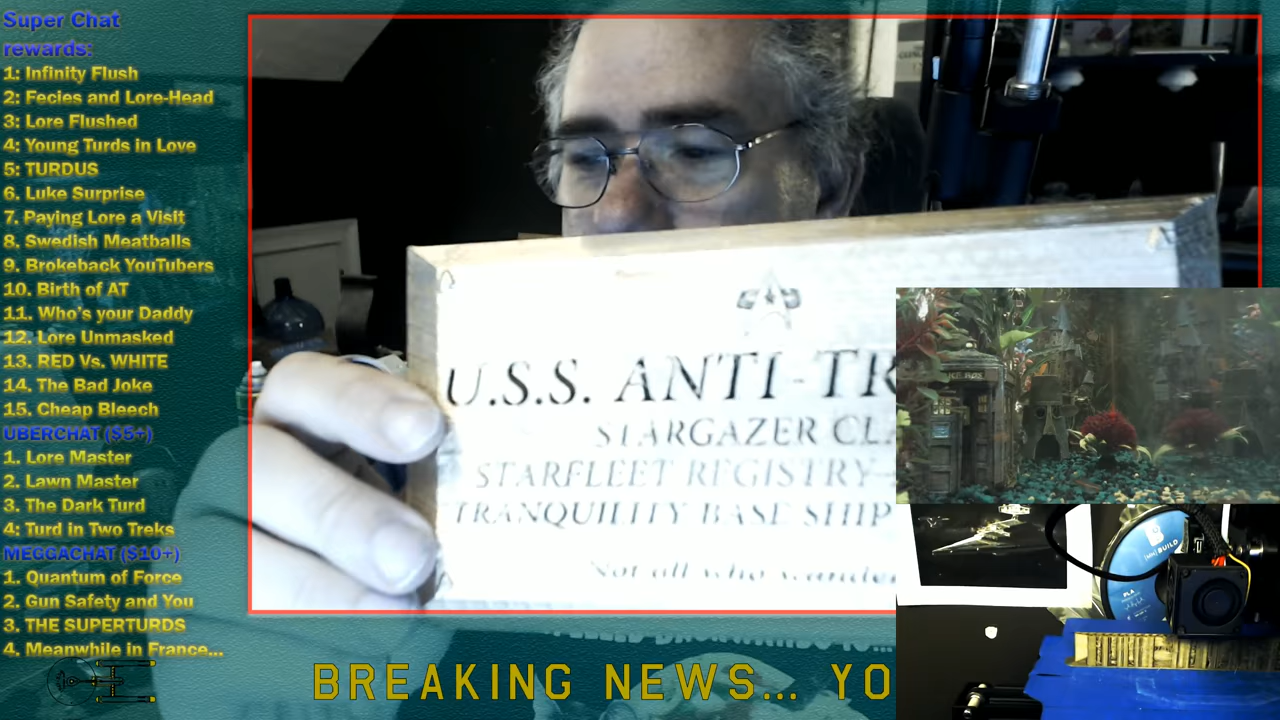 Super Chat
rewards:
1: Infinity Flush
2: Fecies and Lore-Head
3: Lore Flushed
4: Young Turds in Love
5: TURDUS
6. Luke Surprise
7. Paying Lore a Visit
8. Swedish Meatballs
9. Brokeback YouTubers
10. Birth of AT
11. Who's your Daddy
12. Lore Unmasked
13. RED Vs. WHITE
14. The Bad Joke
15. Cheap Bleech
UBERCHAT ($5+)
1. Lore Master
2. Lawn Master
3. The Dark Turd
4: Turd in Two Treks
MEGGACHAT ($10+)
1. Quantum of Force
2. Gun Safety and You
3. THE SUPERTURDS
4. Meanwhile in France...
U.S.S. ANTI-TR
STARGAZER CLA
STARFLEET REGISTRY
TRANQUILITY BASE SHIP
Not all who wander
BUILD
PLA
BREAKING NEWS... YO